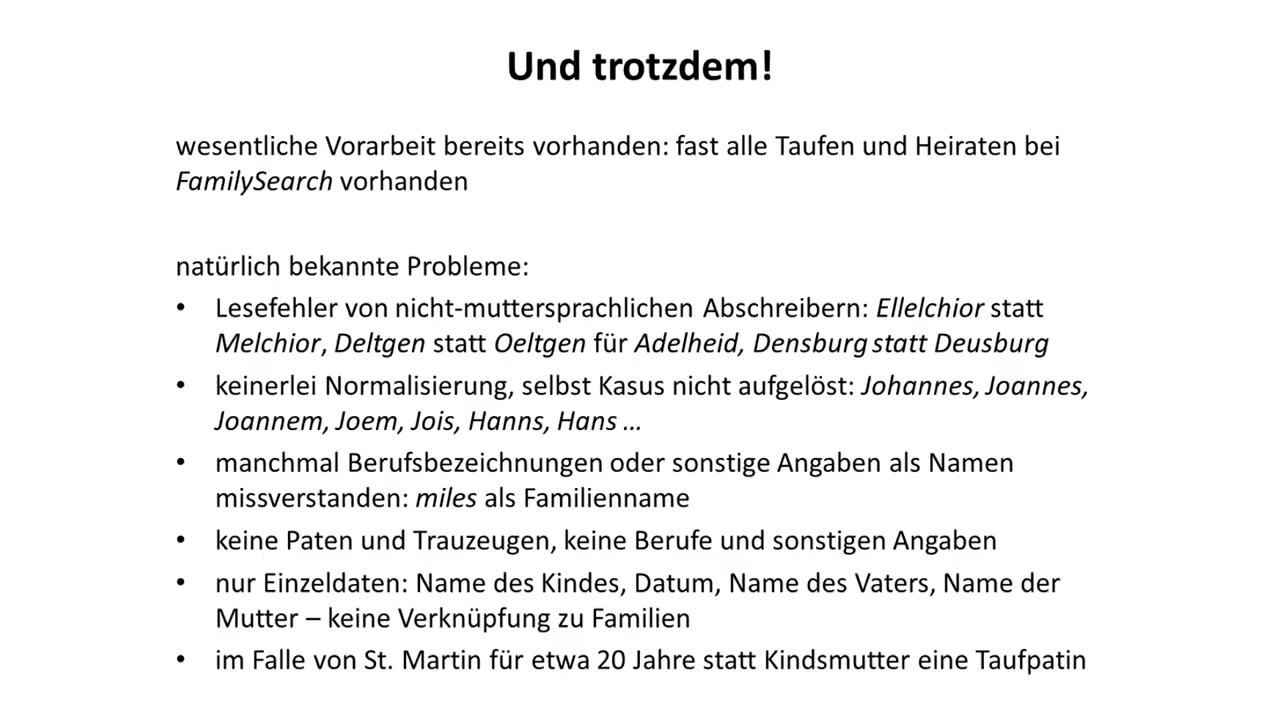 Und trotzdem!
wesentliche Vorarbeit bereits vorhanden: fast alle Taufen und Heiraten bei
FamilySearch vorhanden
natürlich bekannte Probleme:
• Lesefehler von nicht-muttersprachlichen Abschreibern: Ellelchior statt
Melchior, Deltgen statt Oeltgen für Adelheid, Densburg statt Deusburg
• keinerlei Normalisierung, selbst Kasus nicht aufgelöst: Johannes, Joannes,
Joannem, Joem, Jois, Hanns, Hans ...
• manchmal Berufsbezeichnungen oder sonstige Angaben als Namen
missverstanden: miles als Familienname
• keine Paten und Trauzeugen, keine Berufe und sonstigen Angaben
• nur Einzeldaten: Name des Kindes, Datum, Name des Vaters, Name der
Mutter – keine Verknüpfung zu Familien
• im Falle von St. Martin für etwa 20 Jahre statt Kindsmutter eine Taufpatin